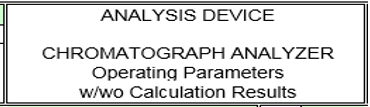 ANALYSIS DEVICE
CHROMATOGRAPH ANALYZER
Operating Parameters
w/wo Calculation Results